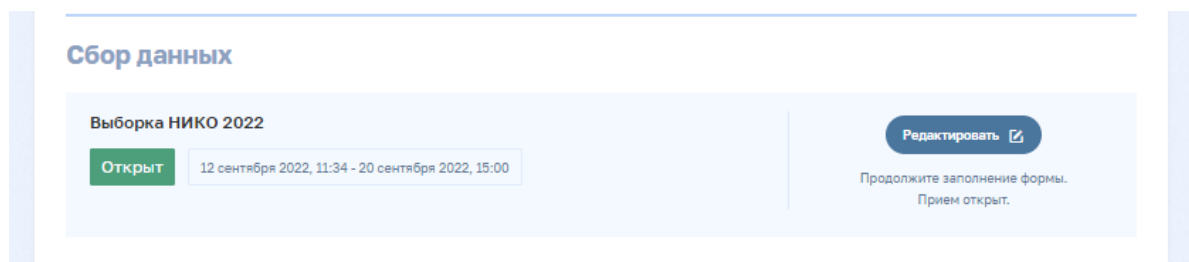 Сбор данных
Выборка НИКО 2022
Открыт 12 сентября 2022, 11:34 - 20 сентября 2022, 15:00
Редактировать
Продолжите заполнение формы.
Прием открыт.